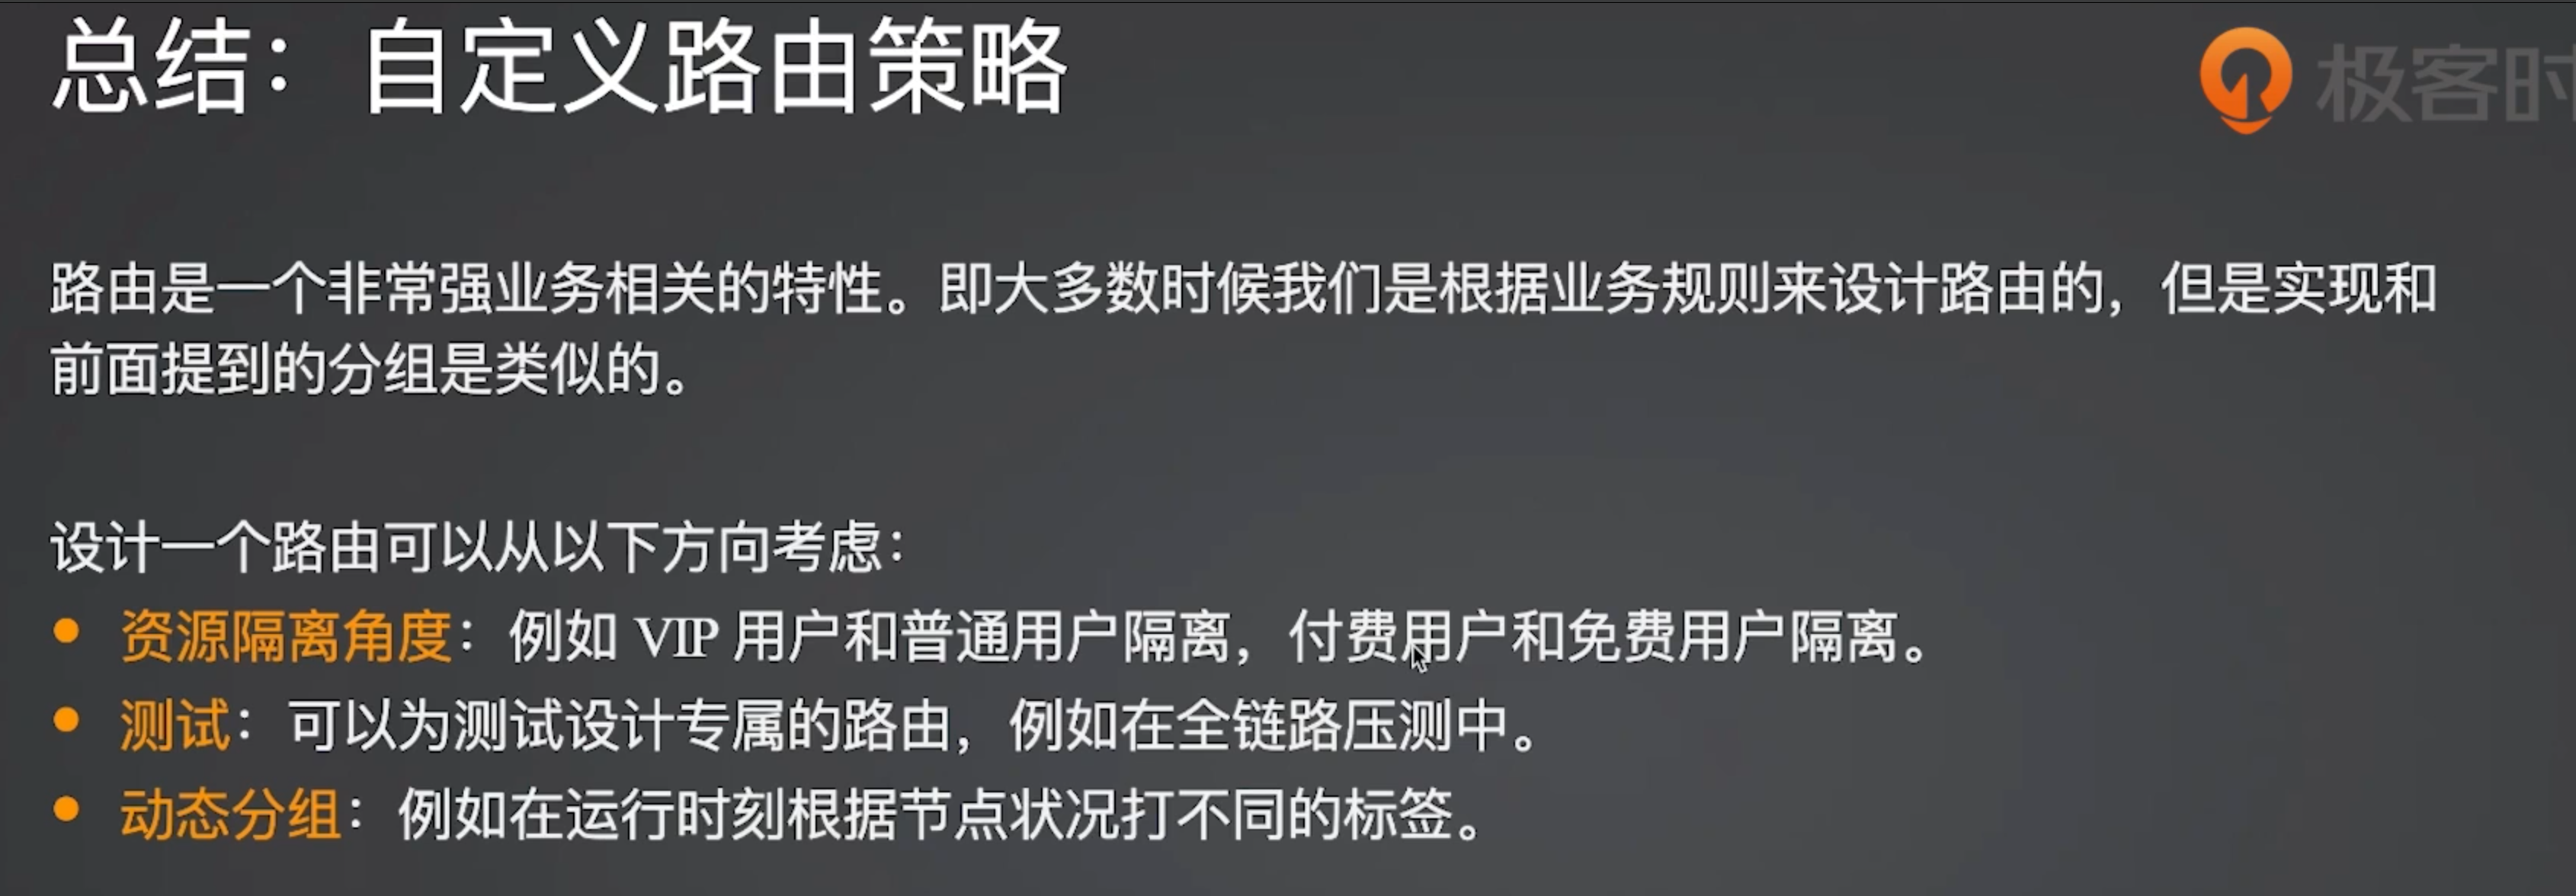 总结：自定义路由策略
极客时
路由是一个非常强业务相关的特性。即大多数时候我们是根据业务规则来设计路由的，但是实现和
前面提到的分组是类似的。
设计一个路由可以从以下方向考虑：
• 资源隔离角度：例如 VIP 用户和普通用户隔离，付费用户和免费用户隔离。
• 测试：可以为测试设计专属的路由，例如在全链路压测中。
• 动态分组：例如在运行时刻根据节点状况打不同的标签。